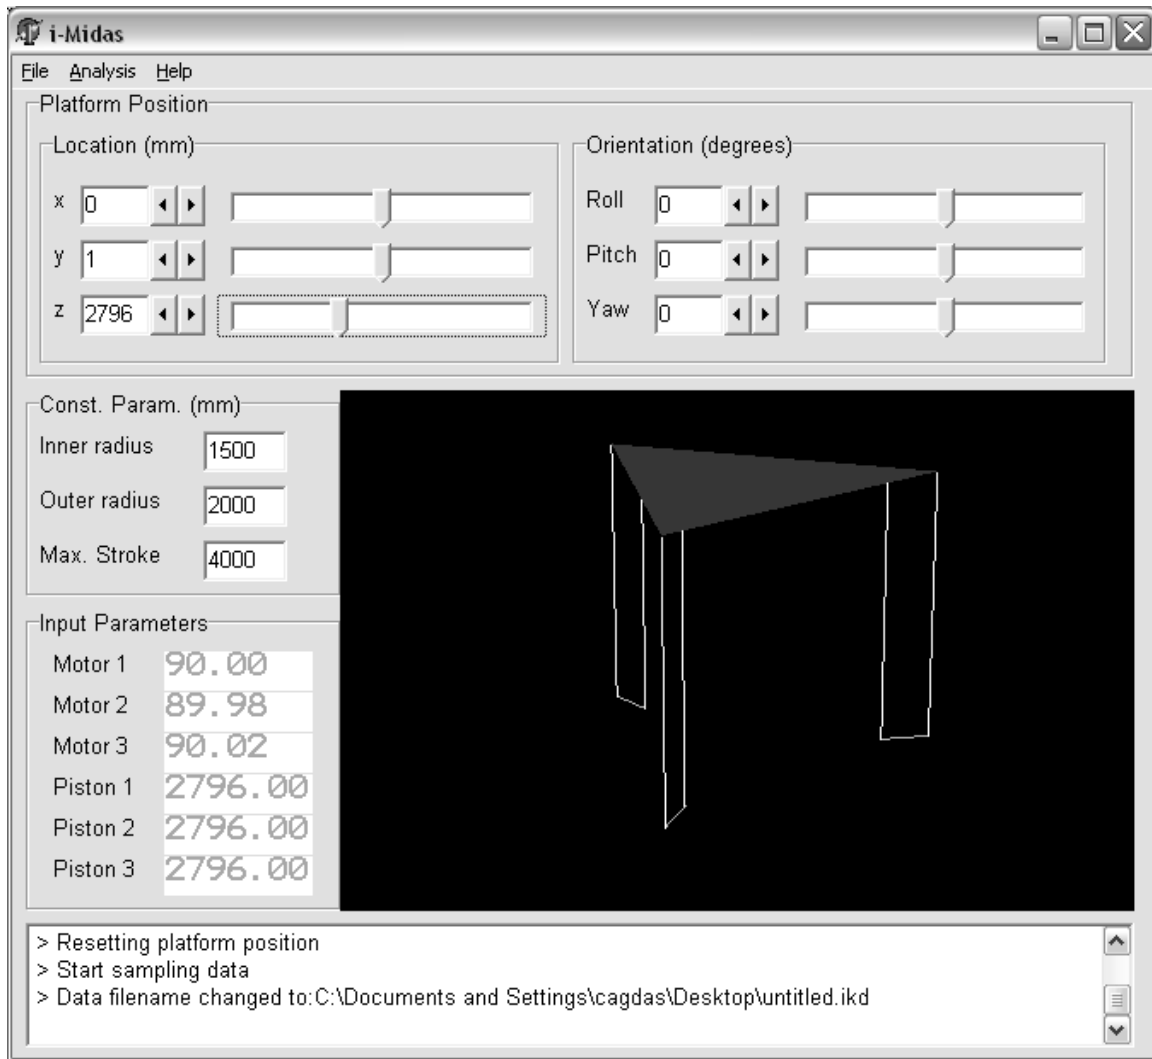 i-Midas
File Analysis Help
Platform Position
Location (mm)
x 0
y 1
z 2796
Orientation (degrees)
Roll 0
Pitch 0
Yaw 0
Const. Param. (mm)
Inner radius 1500
Outer radius 2000
Max. Stroke 4000
Input Parameters
Motor 1 90.00
Motor 2 89.98
Motor 3 90.02
Piston 1 2796.00
Piston 2 2796.00
Piston 3 2796.00
> Resetting platform position
> Start sampling data
> Data filename changed to:C:\Documents and Settings\cagdas\Desktop\untitled.ikd